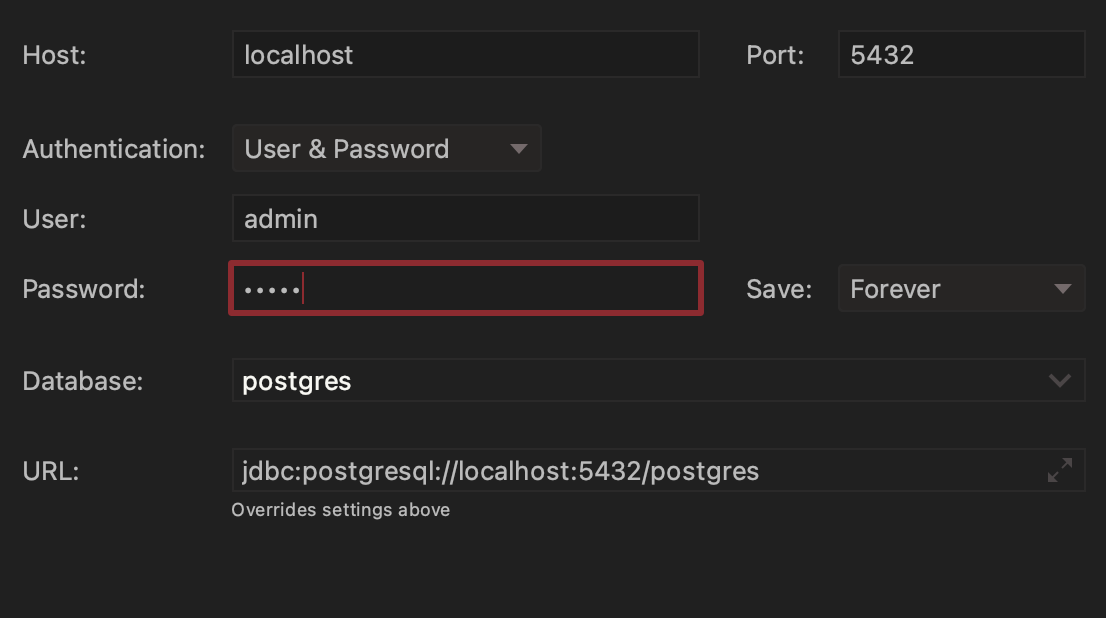 Host: localhost Port: 5432
Authentication: User & Password
User: admin
Password: ••••• Save: Forever
Database: postgres
URL: jdbc:postgresql://localhost:5432/postgres
Overrides settings above